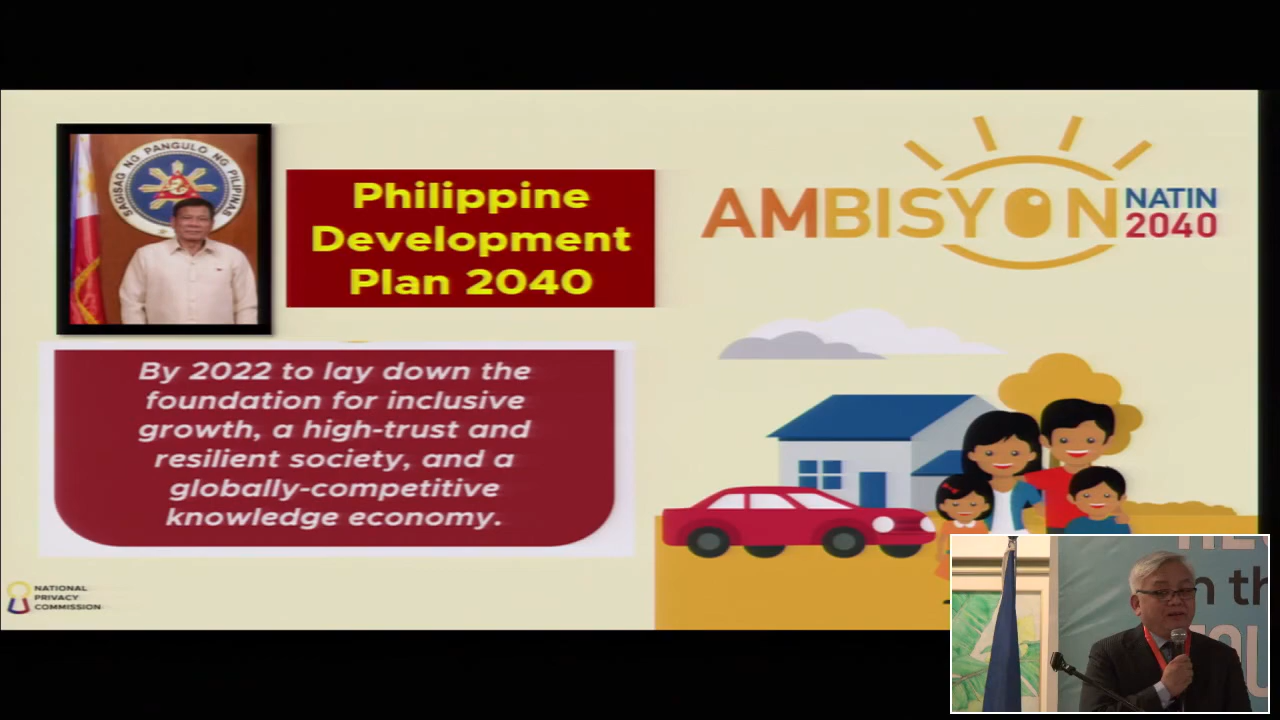 SAGISAG NG PANGULO NG PILIPINAS
Philippine
Development
Plan 2040
AMBISYON NATIN
2040
By 2022 to lay down the
foundation for inclusive
growth, a high-trust and
resilient society, and a
globally-competitive
knowledge economy.
NATIONAL
PRIVACY
COMMISSION